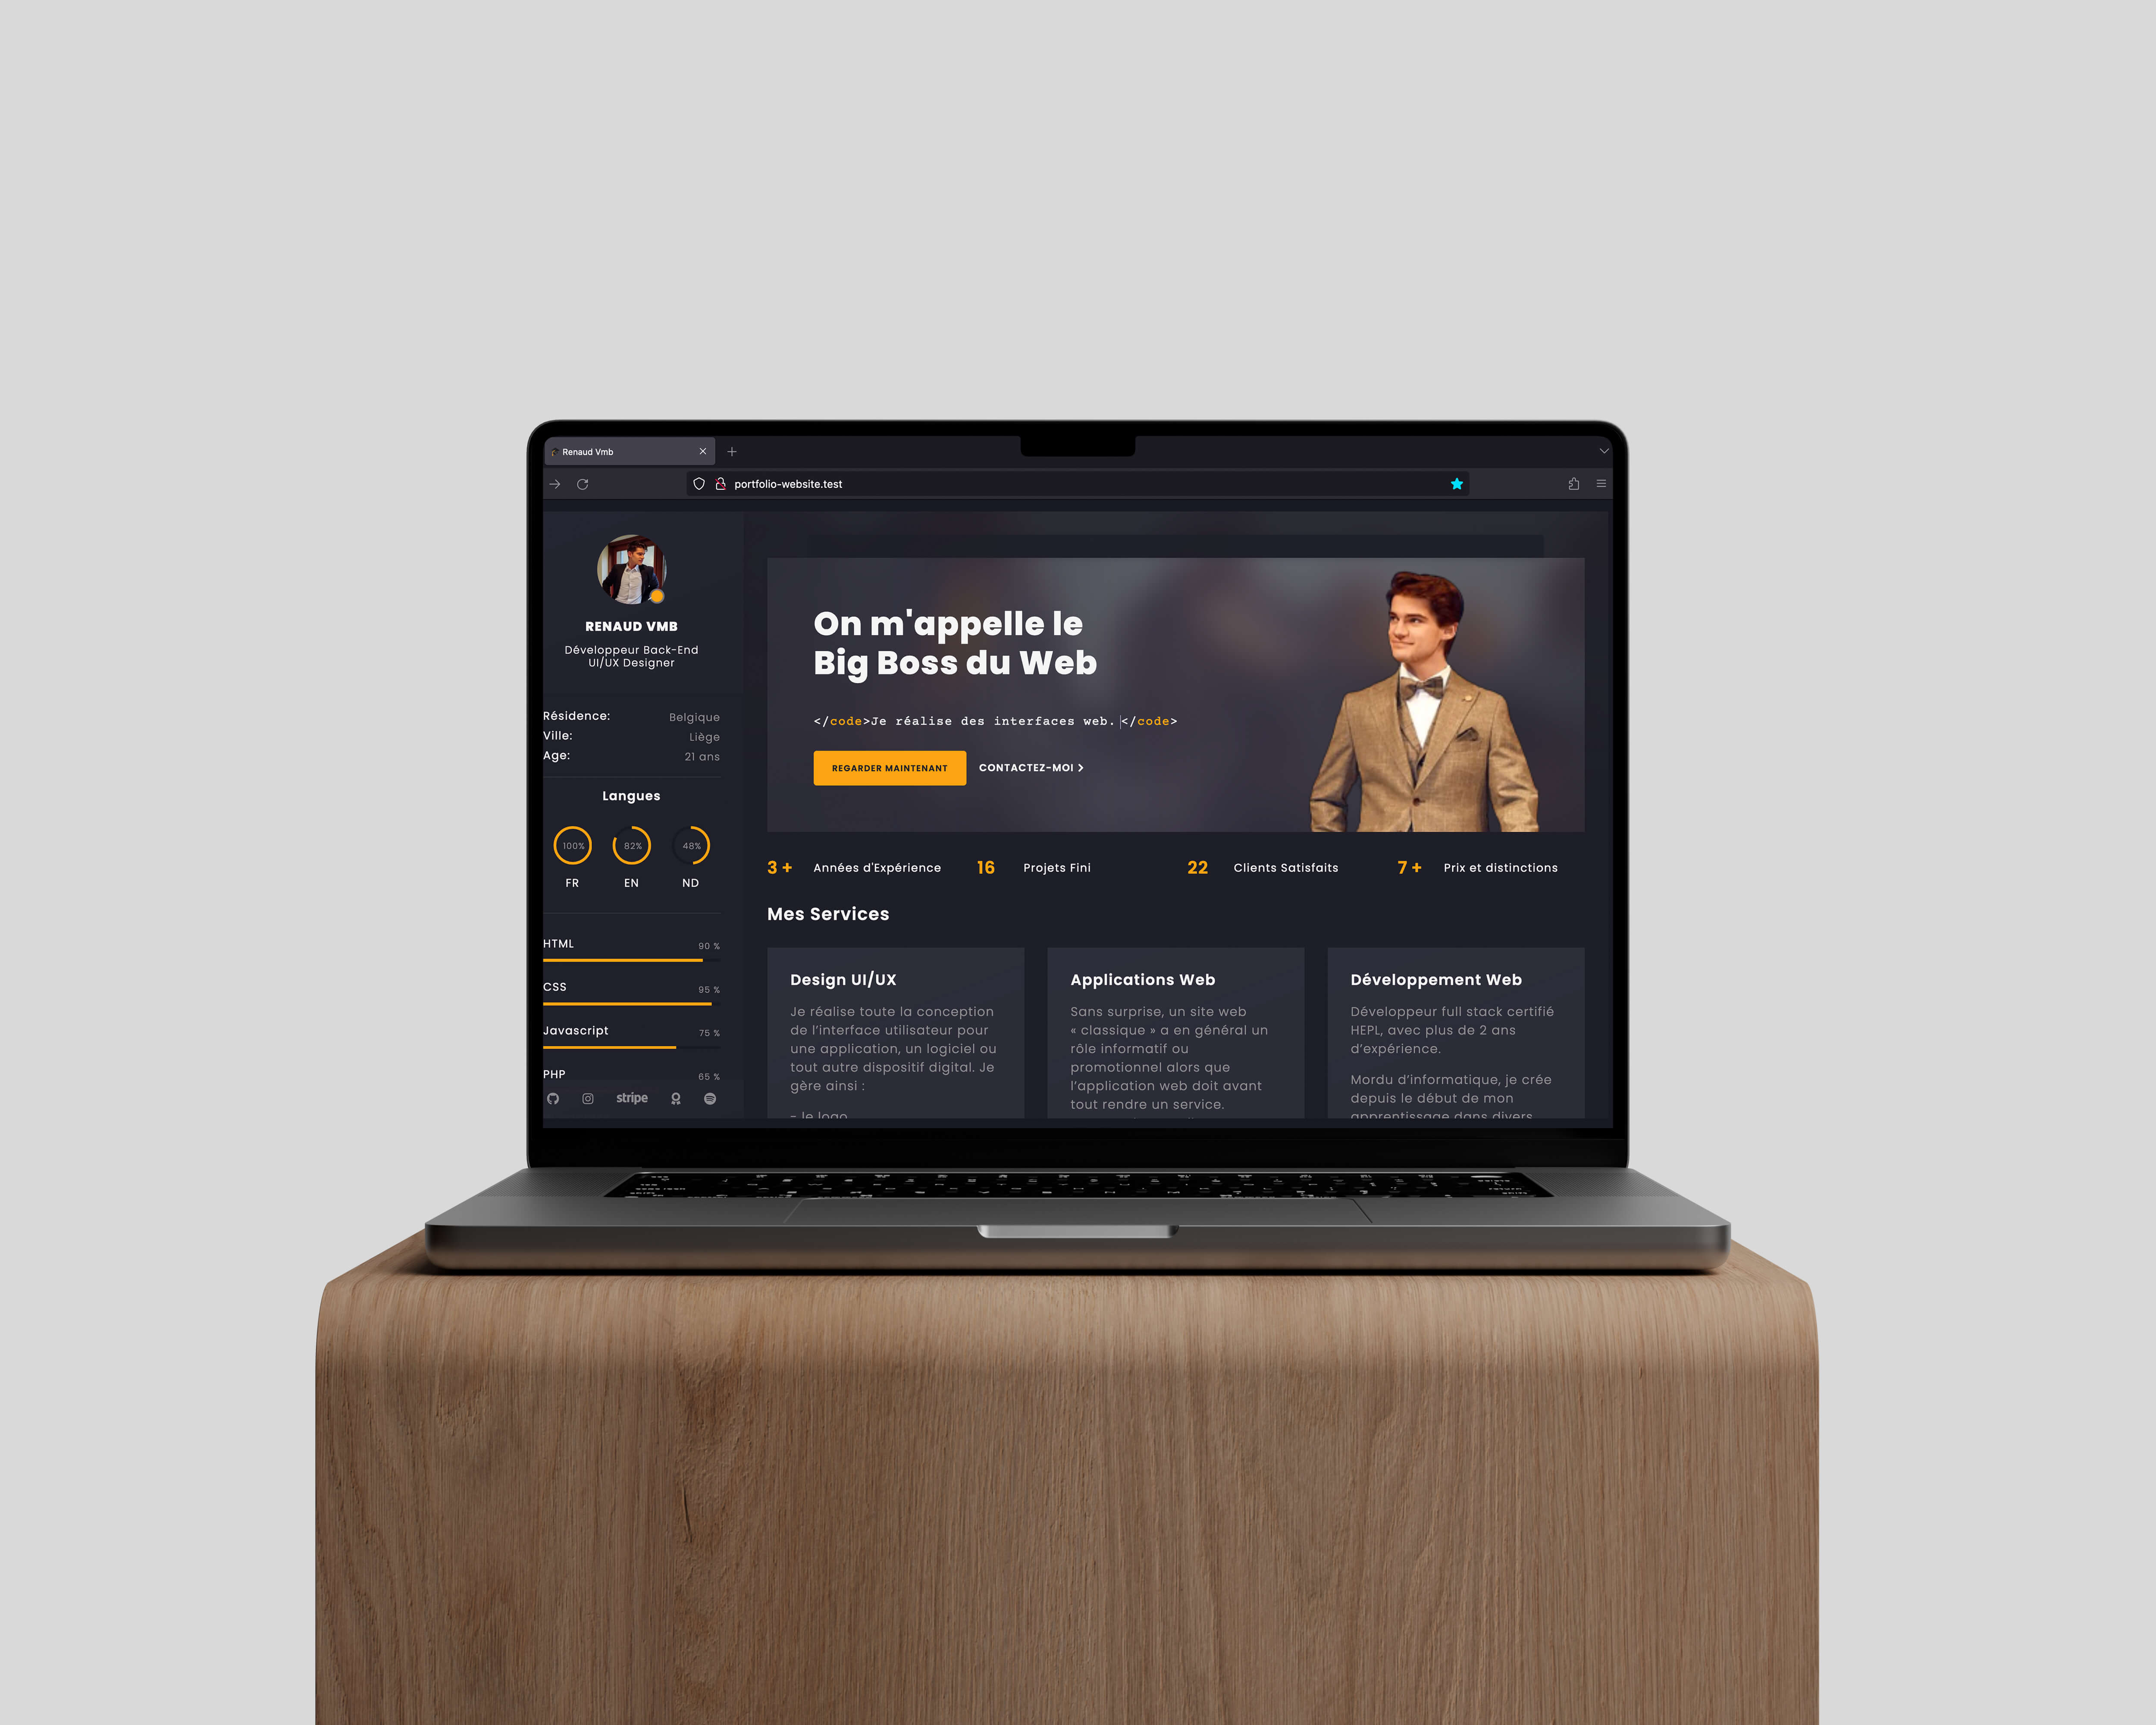 Renaud Vmb
portfolio-website.test
RENAUD VMB
Développeur Back-End
UI/UX Designer
Résidence: Belgique
Ville: Liège
Age: 21 ans
Langues
100% 82% 48%
FR EN ND
HTML 90 %
CSS 95 %
Javascript 75 %
PHP 65 %
stripe
On m'appelle le
Big Boss du Web
</code>Je réalise des interfaces web. </code>
REGARDER MAINTENANT CONTACTEZ-MOI
3 + Années d'Expérience 16 Projets Fini 22 Clients Satisfaits 7 + Prix et distinctions
Mes Services
Design UI/UX
Je réalise toute la conception
de l’interface utilisateur pour
une application, un logiciel ou
tout autre dispositif digital. Je
gère ainsi :
- le logo
Applications Web
Sans surprise, un site web
« classique » a en général un
rôle informatif ou
promotionnel alors que
l’application web doit avant
tout rendre un service.
Développement Web
Développeur full stack certifié
HEPL, avec plus de 2 ans
d’expérience.
Mordu d’informatique, je crée
depuis le début de mon
apprentissage dans divers